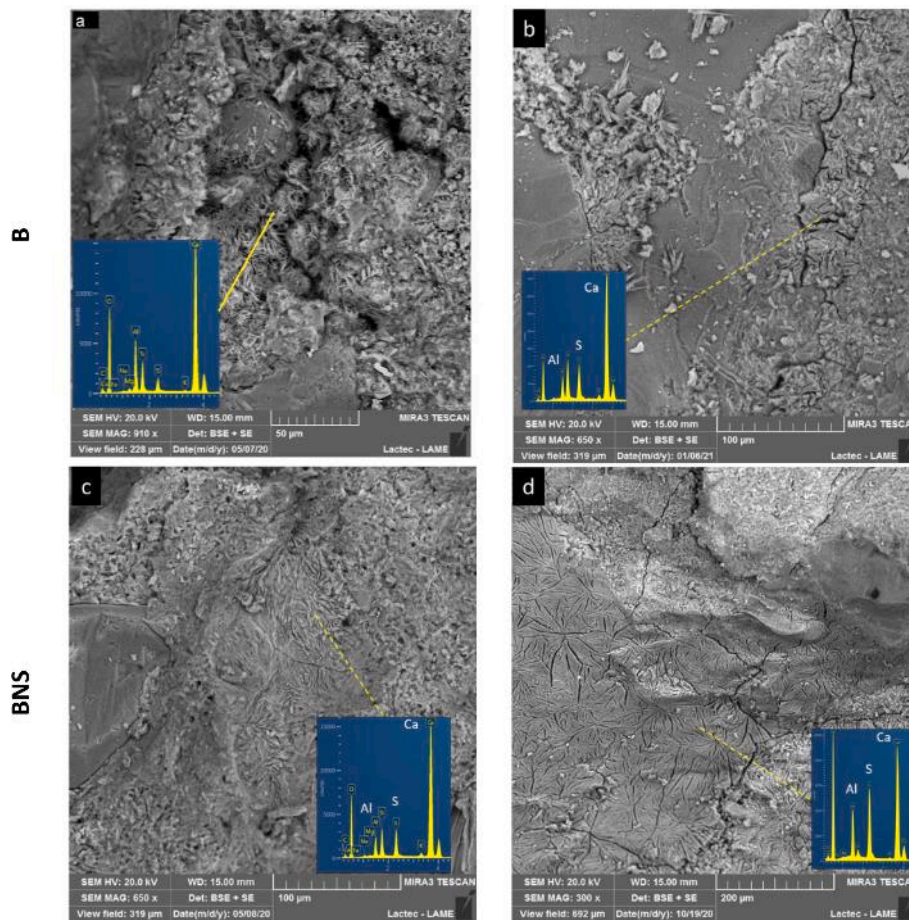 B
a
O
Al
S
SEM HV: 20.0 kV
WD: 15.00 mm
MIRA3 TESCAN
SEM MAG: 910 x
Det: BSE + SE
50 µm
View field: 228 µm
Date(m/d/y): 05/07/20
Lactec - LAME
b
Ca
Al
S
SEM HV: 20.0 kV
WD: 15.00 mm
MIRA3 TESCAN
SEM MAG: 650 x
Det: BSE + SE
100 µm
View field: 319 µm
Date(m/d/y): 01/06/21
Lactec - LAME
BNS
c
Ca
Al
S
15000
10000
5000
SEM HV: 20.0 kV
WD: 15.00 mm
MIRA3 TESCAN
SEM MAG: 650 x
Det: BSE + SE
100 µm
View field: 319 µm
Date(m/d/y): 05/08/20
Lactec - LAME
d
Ca
S
Al
SEM HV: 20.0 kV
WD: 15.00 mm
MIRA3 TESCAN
SEM MAG: 300 x
Det: BSE + SE
200 µm
View field: 692 µm
Date(m/d/y): 10/19/20
Lactec - LAME